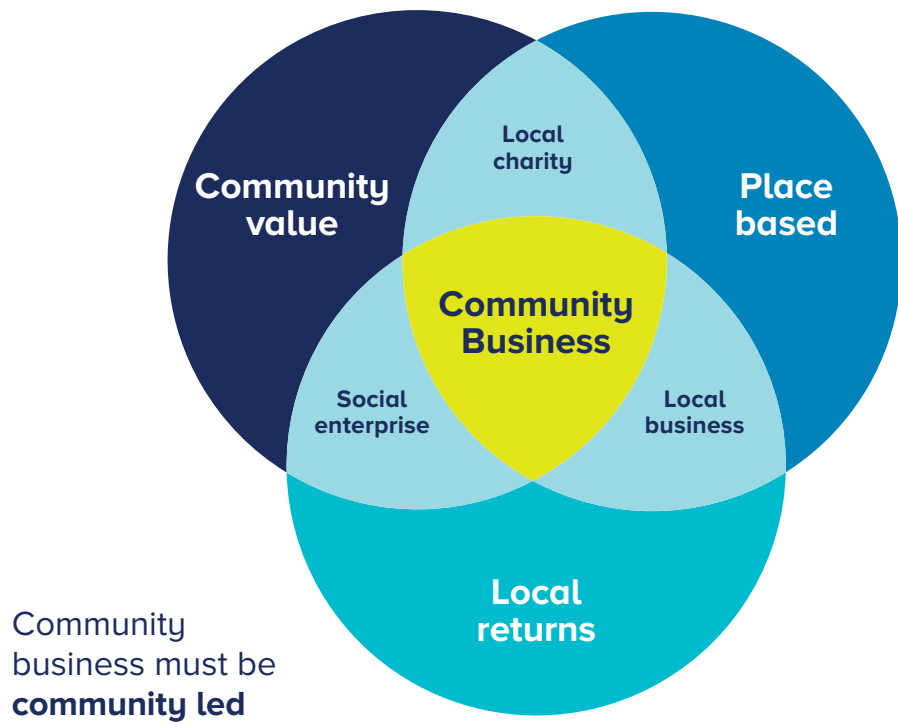 Local
charity
Community
value
Place
based
Community
Business
Social
enterprise
Local
business
Local
returns
Community
business must be
community led